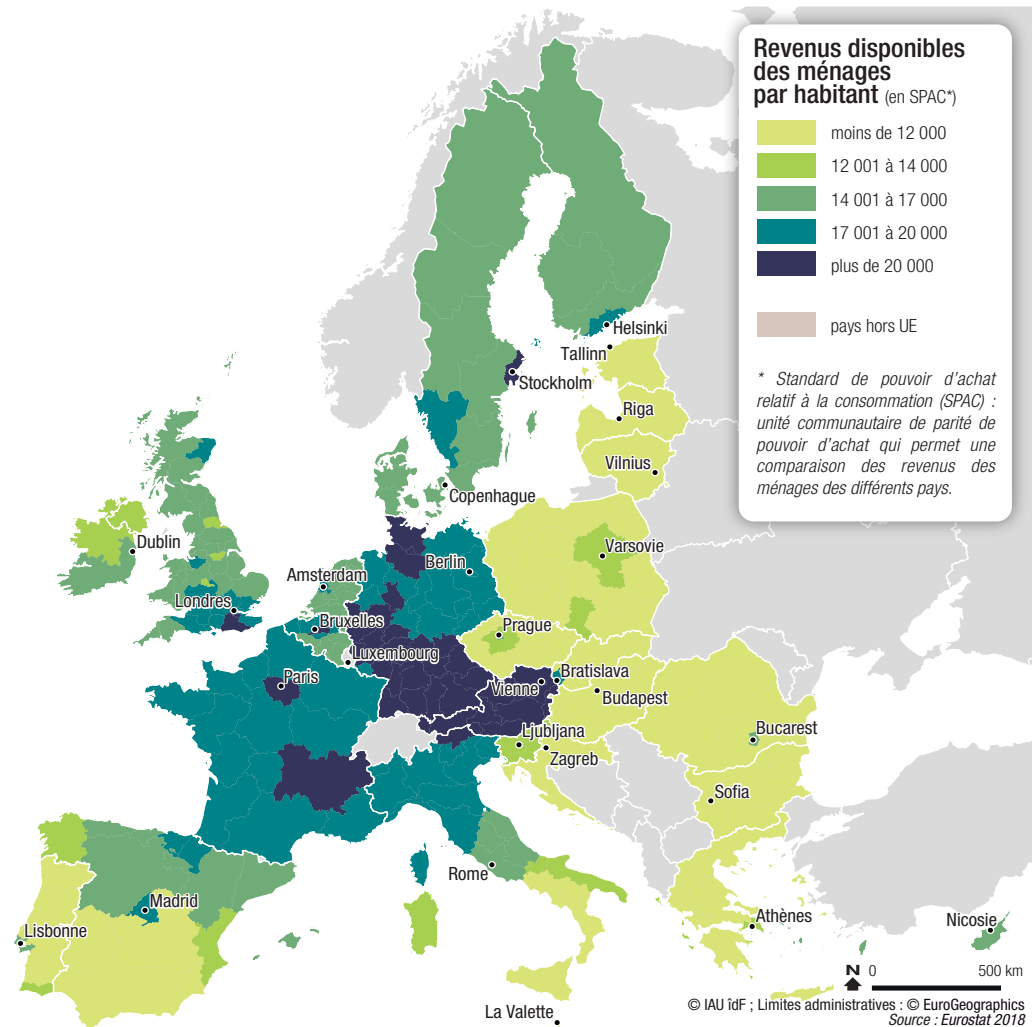 Revenus disponibles
des ménages
par habitant (en SPAC*)
moins de 12 000
12 001 à 14 000
14 001 à 17 000
17 001 à 20 000
plus de 20 000
pays hors UE
* Standard de pouvoir d'achat
relatif à la consommation (SPAC) :
unité communautaire de parité de
pouvoir d'achat qui permet une
comparaison des revenus des
ménages des différents pays.
Helsinki
Tallinn
Stockholm
Riga
Vilnius
Copenhague
Dublin
Varsovie
Berlin
Amsterdam
Londres
Bruxelles
Prague
Luxembourg
Paris
Bratislava
Vienne
Budapest
Bucarest
Ljubljana
Zagreb
Sofia
Rome
Madrid
Lisbonne
Athènes
Nicosie
La Valette
N 0 500 km
© IAU îdF ; Limites administratives : © EuroGeographics
Source : Eurostat 2018